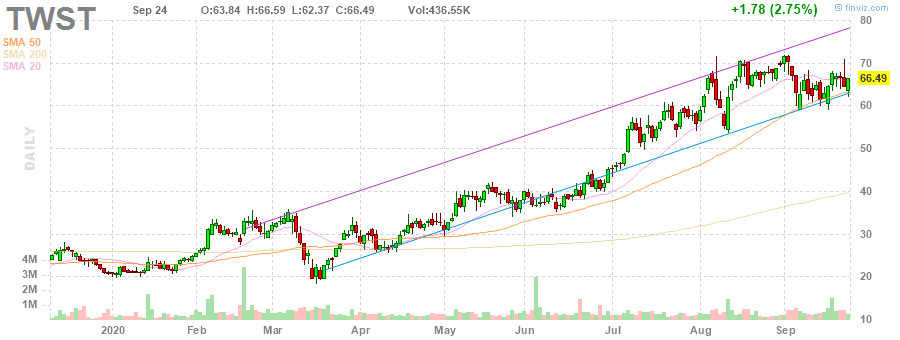 TWST Sep 24 O:63.84 H:66.59 L:62.37 C:66.49 Vol:436.55K +1.78 (2.75%) © finviz.com
SMA 50
SMA 200
SMA 20
DAILY
80
70
66.49
60
50
40
30
20
10
4M
3M
2M
1M
2020 Feb Mar Apr May Jun Jul Aug Sep